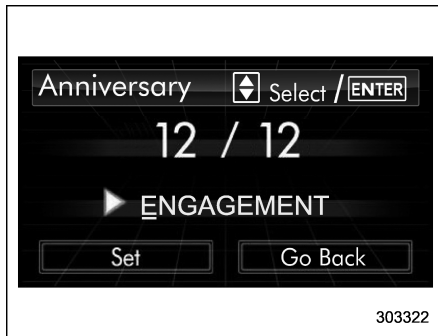 Anniversary Select / ENTER
12 / 12
ENGAGEMENT
Set Go Back
303322